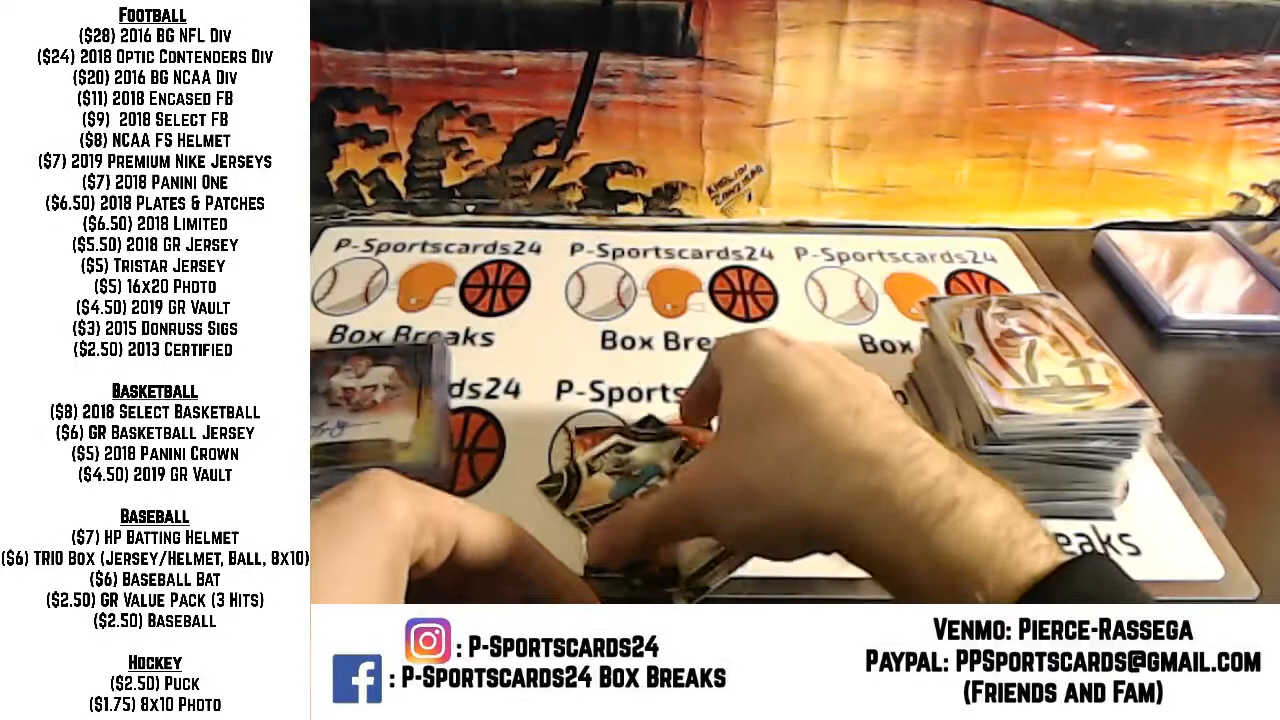 Football
($28) 2016 BG NFL Div
($24) 2018 Optic Contenders Div
($20) 2016 BG NCAA Div
($11) 2018 Encased FB
($9) 2018 Select FB
($8) NCAA FS Helmet
($7) 2019 Premium Nike Jerseys
($7) 2018 Panini One
($6.50) 2018 Plates & Patches
($6.50) 2018 Limited
($5.50) 2018 GR Jersey
($5) Tristar Jersey
($5) 16x20 Photo
($4.50) 2019 GR Vault
($3) 2015 Donruss Sigs
($2.50) 2013 Certified
Basketball
($8) 2018 Select Basketball
($6) GR Basketball Jersey
($5) 2018 Panini Crown
($4.50) 2019 GR Vault
Baseball
($7) HP Batting Helmet
($6) Trio Box (Jersey/Helmet, Ball, 8x10)
($6) Baseball Bat
($2.50) GR Value Pack (3 Hits)
($2.50) Baseball
Hockey
($2.50) Puck
($1.75) 8x10 Photo
P-Sportscards24 P-Sportscards24 P-Sportscards24
Box Breaks Box Bre Box
ds24 P-Sports
eaks
: P-Sportscards24
: P-Sportscards24 Box Breaks
Venmo: Pierce-Rassega
Paypal: PPSportscards@gmail.com
(Friends and Fam)